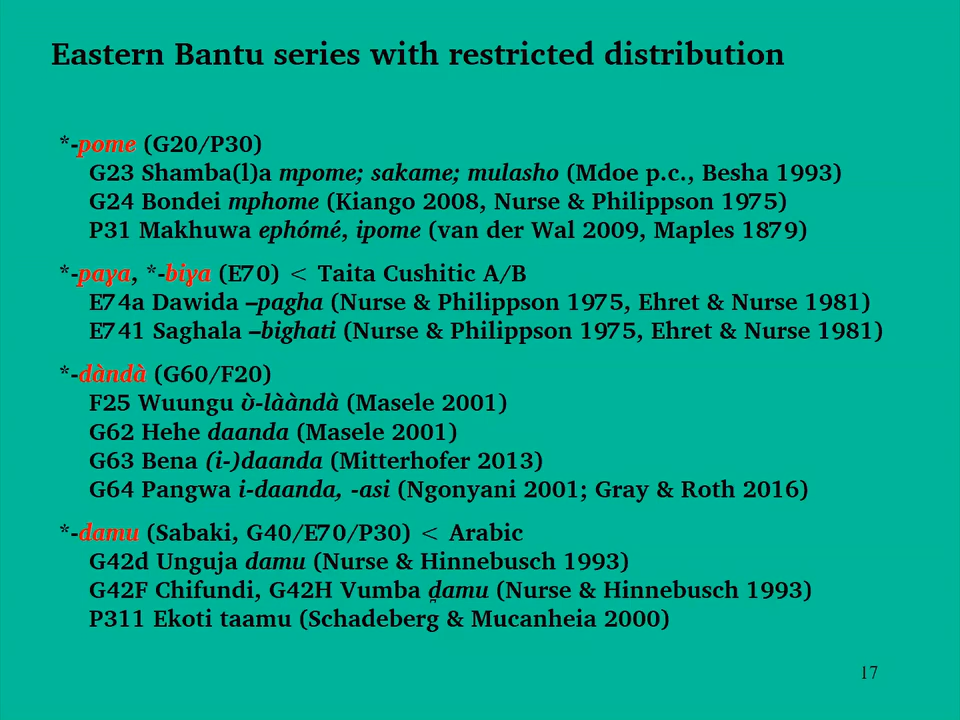 Eastern Bantu series with restricted distribution
*-pome (G20/P30)
G23 Shamba(l)a mpome; sakame; mulasho (Mdoe p.c., Besha 1993)
G24 Bondei mphome (Kiango 2008, Nurse & Philippson 1975)
P31 Makhuwa ephómé, ipome (van der Wal 2009, Maples 1879)
*-paɣa, *-biɣa (E70) < Taita Cushitic A/B
E74a Dawida –pagha (Nurse & Philippson 1975, Ehret & Nurse 1981)
E741 Saghala –bighati (Nurse & Philippson 1975, Ehret & Nurse 1981)
*-dàndà (G60/F20)
F25 Wuungu ʋ̀-lààndà (Masele 2001)
G62 Hehe daanda (Masele 2001)
G63 Bena (i-)daanda (Mitterhofer 2013)
G64 Pangwa i-daanda, -asi (Ngonyani 2001; Gray & Roth 2016)
*-damu (Sabaki, G40/E70/P30) < Arabic
G42d Unguja damu (Nurse & Hinnebusch 1993)
G42F Chifundi, G42H Vumba d̪amu (Nurse & Hinnebusch 1993)
P311 Ekoti taamu (Schadeberg & Mucanheia 2000)
17